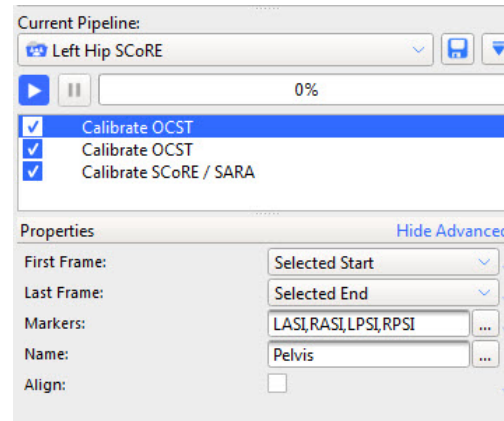 Current Pipeline:
Left Hip SCoRE
0%
Calibrate OCST
Calibrate OCST
Calibrate SCoRE / SARA
Properties Hide Advanced
First Frame: Selected Start
Last Frame: Selected End
Markers: LASI,RASI,LPSI,RPSI ...
Name: Pelvis ...
Align: